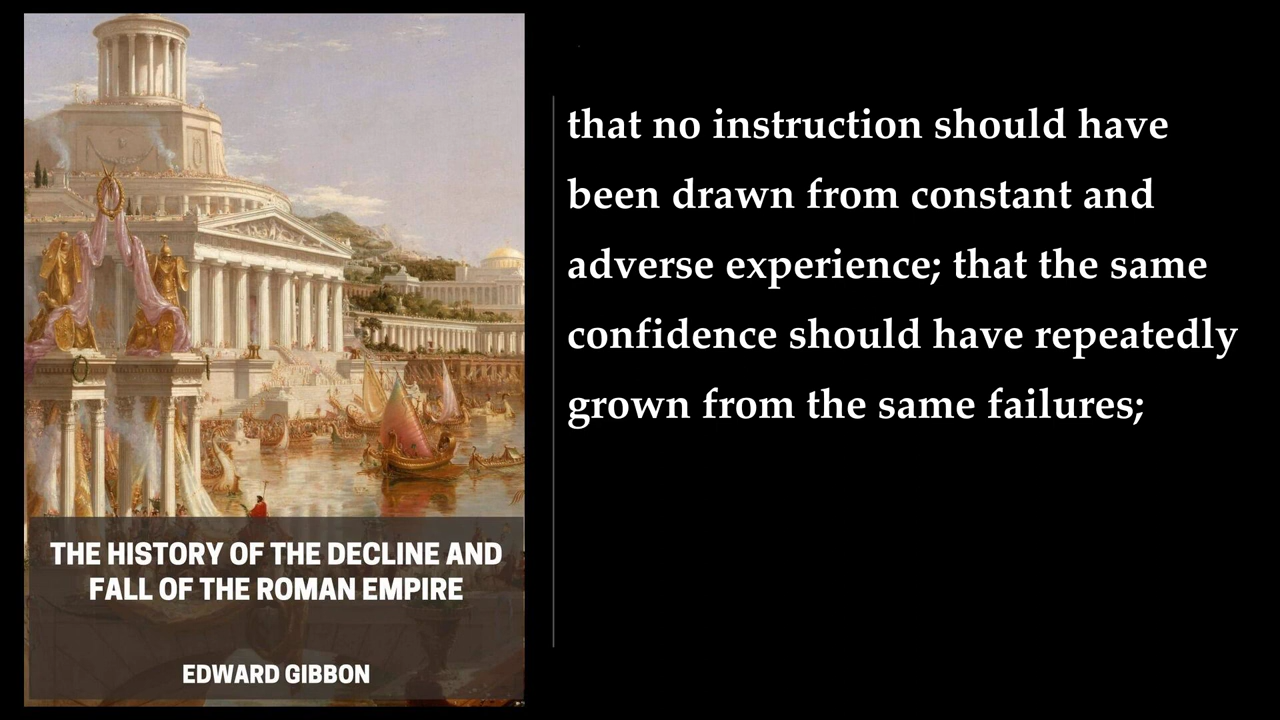 THE HISTORY OF THE DECLINE AND
FALL OF THE ROMAN EMPIRE
EDWARD GIBBON
that no instruction should have
been drawn from constant and
adverse experience; that the same
confidence should have repeatedly
grown from the same failures;